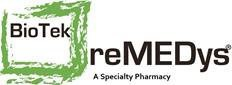 BioTek
reMEDys®
A Specialty Pharmacy